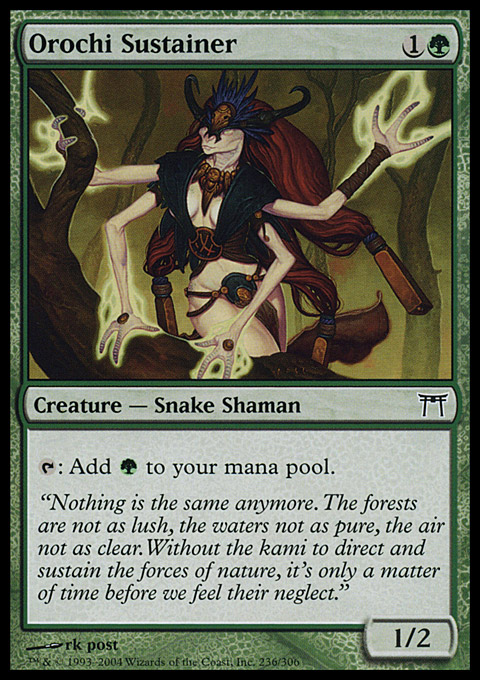 Orochi Sustainer 1
Creature — Snake Shaman
: Add to your mana pool.
“Nothing is the same anymore. The forests
are not as lush, the waters not as pure, the air
not as clear. Without the kami to direct and
sustain the forces of nature, it’s only a matter
of time before we feel their neglect.”
rk post
1/2
™ & © 1993–2004 Wizards of the Coast, Inc. 236/306